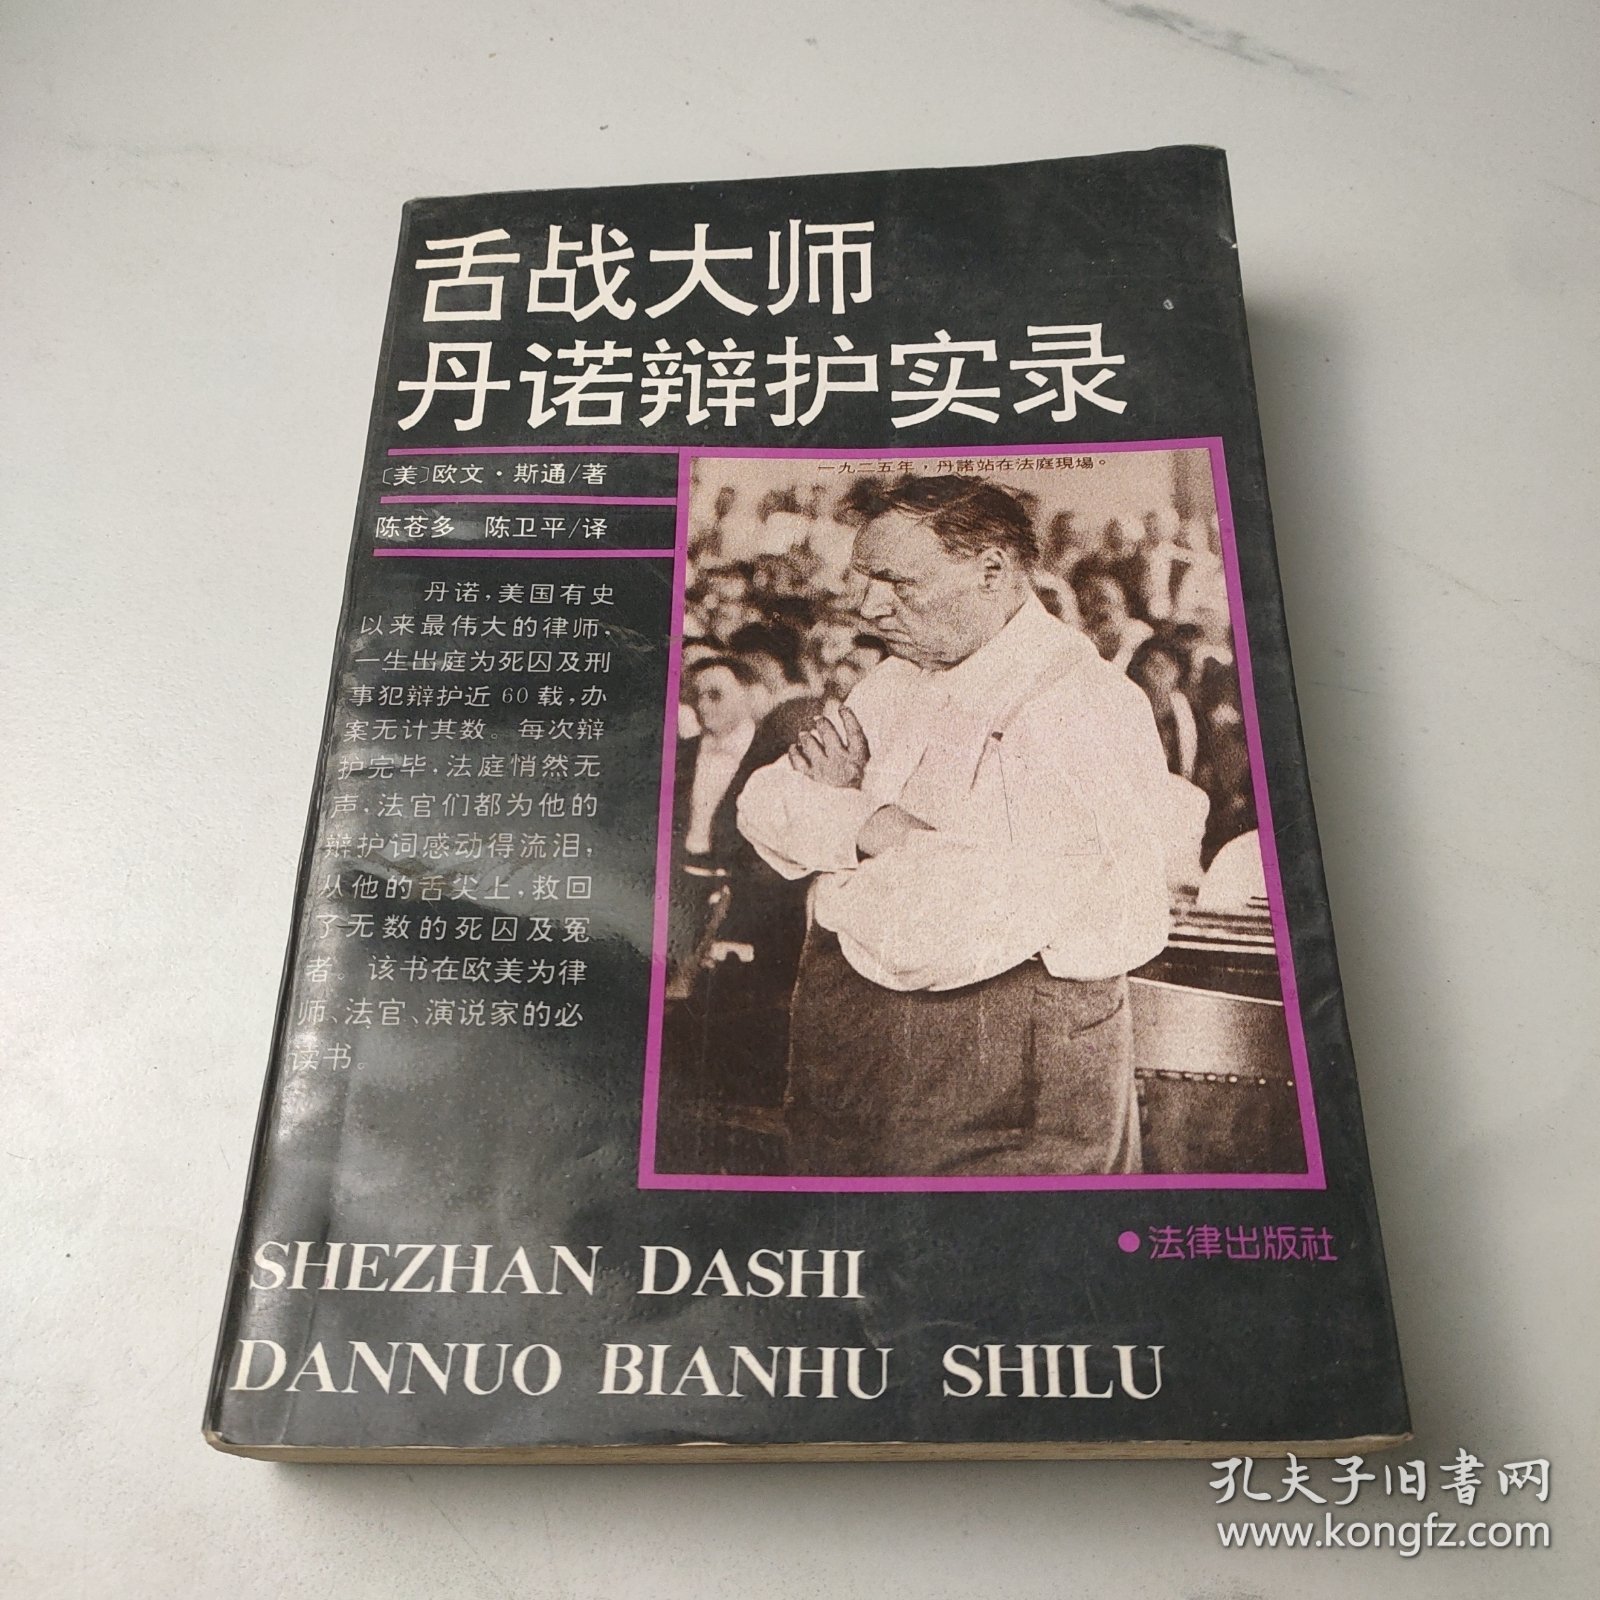 舌战大师
丹诺辩护实录
〔美〕欧文·斯通/著
陈苍多 陈卫平/译
一九二五年，丹諾站在法庭現場。
丹诺，美国有史
以来最伟大的律师，
一生出庭为死囚及刑
事犯辩护近60载，办
案无计其数。每次辩
护完毕，法庭悄然无
声，法官们都为他的
辩护词感动得流泪，
从他的舌尖上，救回
了无数的死囚及冤
者。该书在欧美为律
师、法官、演说家的必
读书。
•法律出版社
SHEZHAN DASHI
DANNUO BIANHU SHILU
孔夫子旧書网
www.kongfz.com